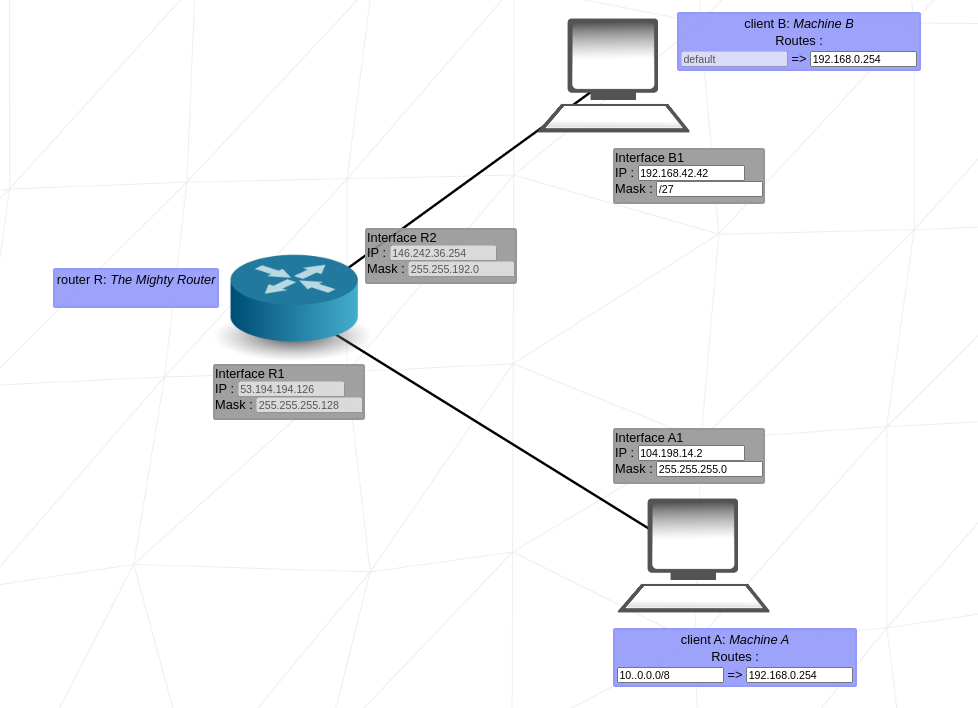 client B: Machine B
Routes :
default => 192.168.0.254
Interface B1
IP : 192.168.42.42
Mask : /27
Interface R2
IP : 146.242.36.254
Mask : 255.255.192.0
router R: The Mighty Router
Interface R1
IP : 53.194.194.126
Mask : 255.255.255.128
Interface A1
IP : 104.198.14.2
Mask : 255.255.255.0
client A: Machine A
Routes :
10..0.0.0/8 => 192.168.0.254